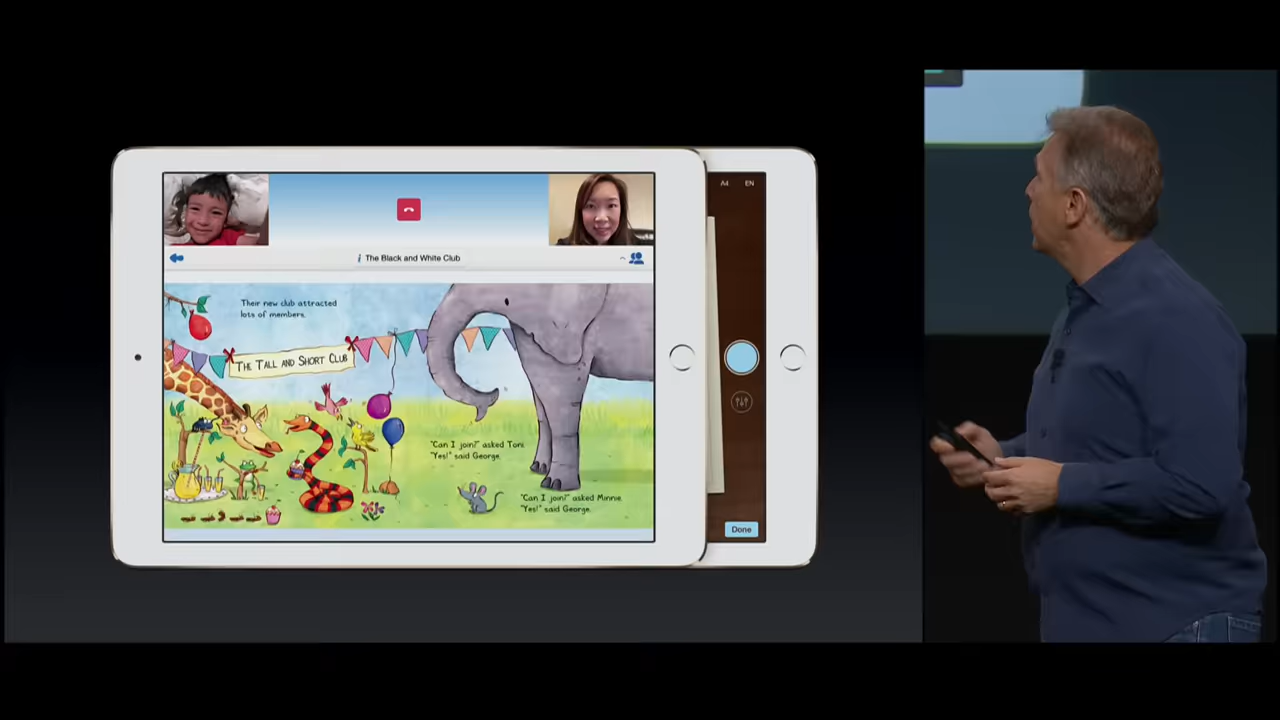 A4 EN
i The Black and White Club
Their new club attracted
lots of members.
THE TALL AND SHORT CLUB
"Can I join?" asked Toni.
"Yes!" said George.
"Can I join?" asked Minnie.
"Yes!" said George.
Done